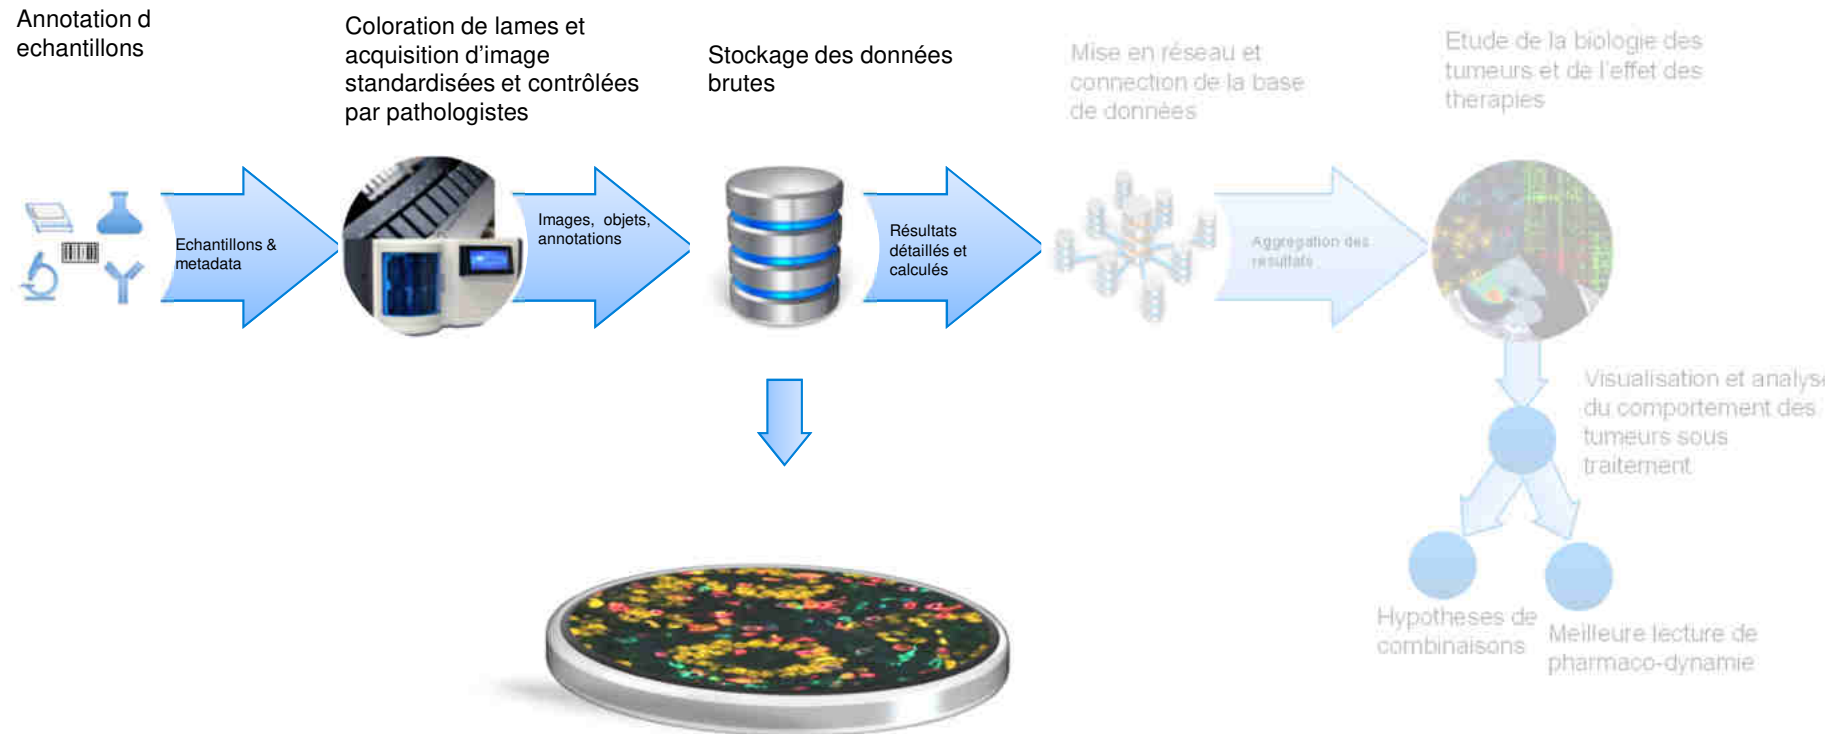 Annotation d
echantillons
Coloration de lames et
acquisition d’image
standardisées et contrôlées
par pathologistes
Stockage des données
brutes
Mise en réseau et
connection de la base
de données
Etude de la biologie des
tumeurs et de l'effet des
therapies
Echantillons &
metadata
Images, objets,
annotations
Résultats
détaillés et
calculés
Aggregation des
resultats
Visualisation et analyse
du comportement des
tumeurs sous
traitement
Hypotheses de
combinaisons
Meilleure lecture de
pharmaco-dynamie